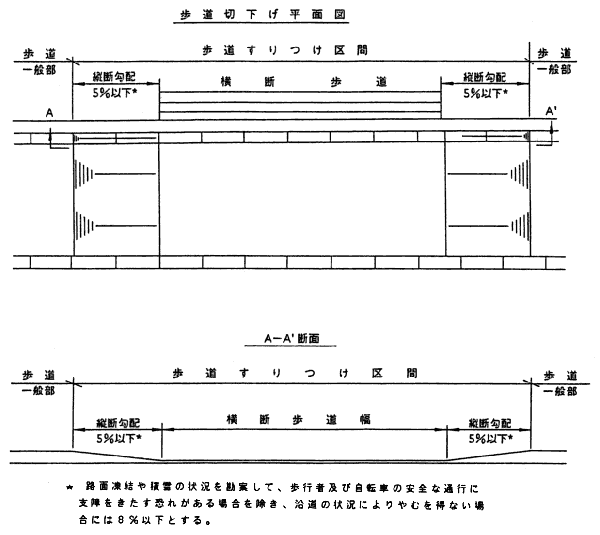 歩道切下げ平面図
歩道すりつけ区間
歩道
一般部
歩道
一般部
縦断勾配
5%以下*
横断歩道
縦断勾配
5%以下*
A
A'
A－A'断面
歩道すりつけ区間
歩道
一般部
歩道
一般部
縦断勾配
5%以下*
横断歩道幅
縦断勾配
5%以下*
* 路面凍結や積雪の状況を勘案して、歩行者及び自転車の安全な通行に
支障をきたす恐れがある場合を除き、沿道の状況によりやむを得ない場
合には8%以下とする。